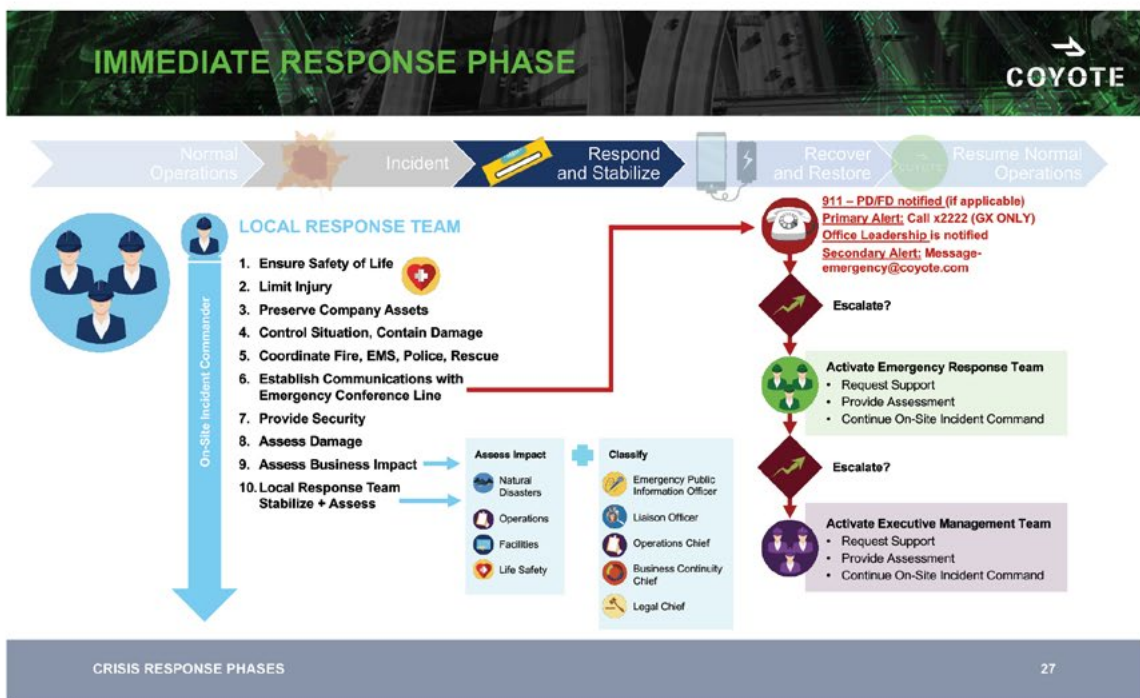 IMMEDIATE RESPONSE PHASE
COYOTE
Normal
Operations
Incident
Respond
and Stabilize
Recover
and Restore
Resume Normal
Operations
On-Site Incident Commander
LOCAL RESPONSE TEAM
1. Ensure Safety of Life
2. Limit Injury
3. Preserve Company Assets
4. Control Situation, Contain Damage
5. Coordinate Fire, EMS, Police, Rescue
6. Establish Communications with
Emergency Conference Line
7. Provide Security
8. Assess Damage
9. Assess Business Impact
10. Local Response Team
Stabilize + Assess
Assess Impact
Natural
Disasters
Operations
Facilities
Life Safety
Classify
Emergency Public
Information Officer
Liaison Officer
Operations Chief
Business Continuity
Chief
Legal Chief
911 – PD/FD notified (if applicable)
Primary Alert: Call x2222 (GX ONLY)
Office Leadership is notified
Secondary Alert: Message-
emergency@coyote.com
Escalate?
Activate Emergency Response Team
• Request Support
• Provide Assessment
• Continue On-Site Incident Command
Escalate?
Activate Executive Management Team
• Request Support
• Provide Assessment
• Continue On-Site Incident Command
CRISIS RESPONSE PHASES
27